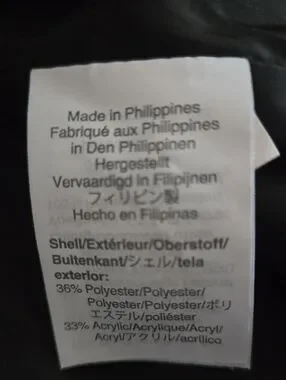 Made in Philippines
Fabriqué aux Philippines
in Den Philippinen
Hergestellt
Vervaardigd in Filipijnen
フィリピン製
Hecho en Filipinas
Shell/Extérieur/Oberstoff/
Buitenkant/シェル/tela
exterior:
36% Polyester/Polyester/
Polyester/Polyester/ポリ
エステル/poliéster
33% Acrylic/Acrylique/Acryl/
Acryl/アクリル/acrílico